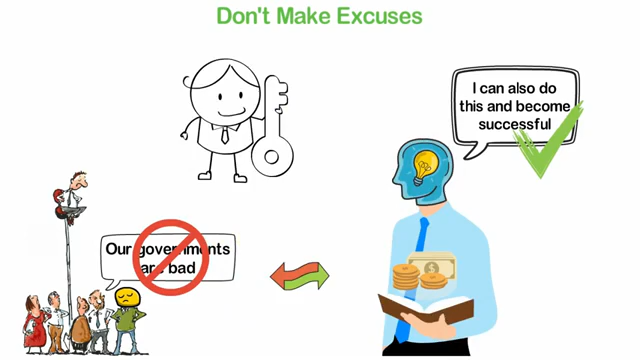 Don't Make Excuses
I can also do
this and become
successful
Our governments
are bad
$